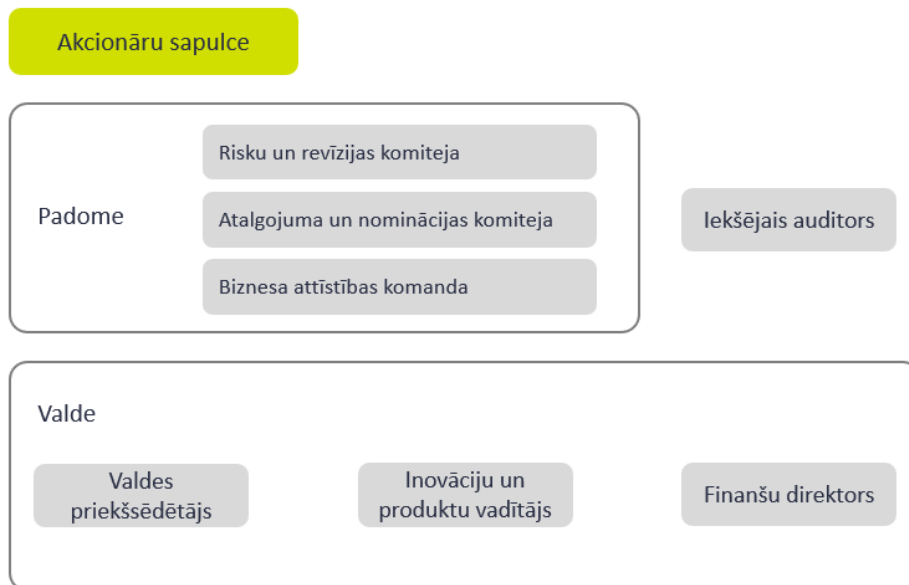 Akcionāru sapulce
Risku un revīzijas komiteja
Padome
Atalgojuma un nominācijas komiteja
Iekšējais auditors
Biznesa attīstības komanda
Valde
Valdes
priekšsēdētājs
Inovāciju un
produktu vadītājs
Finanšu direktors